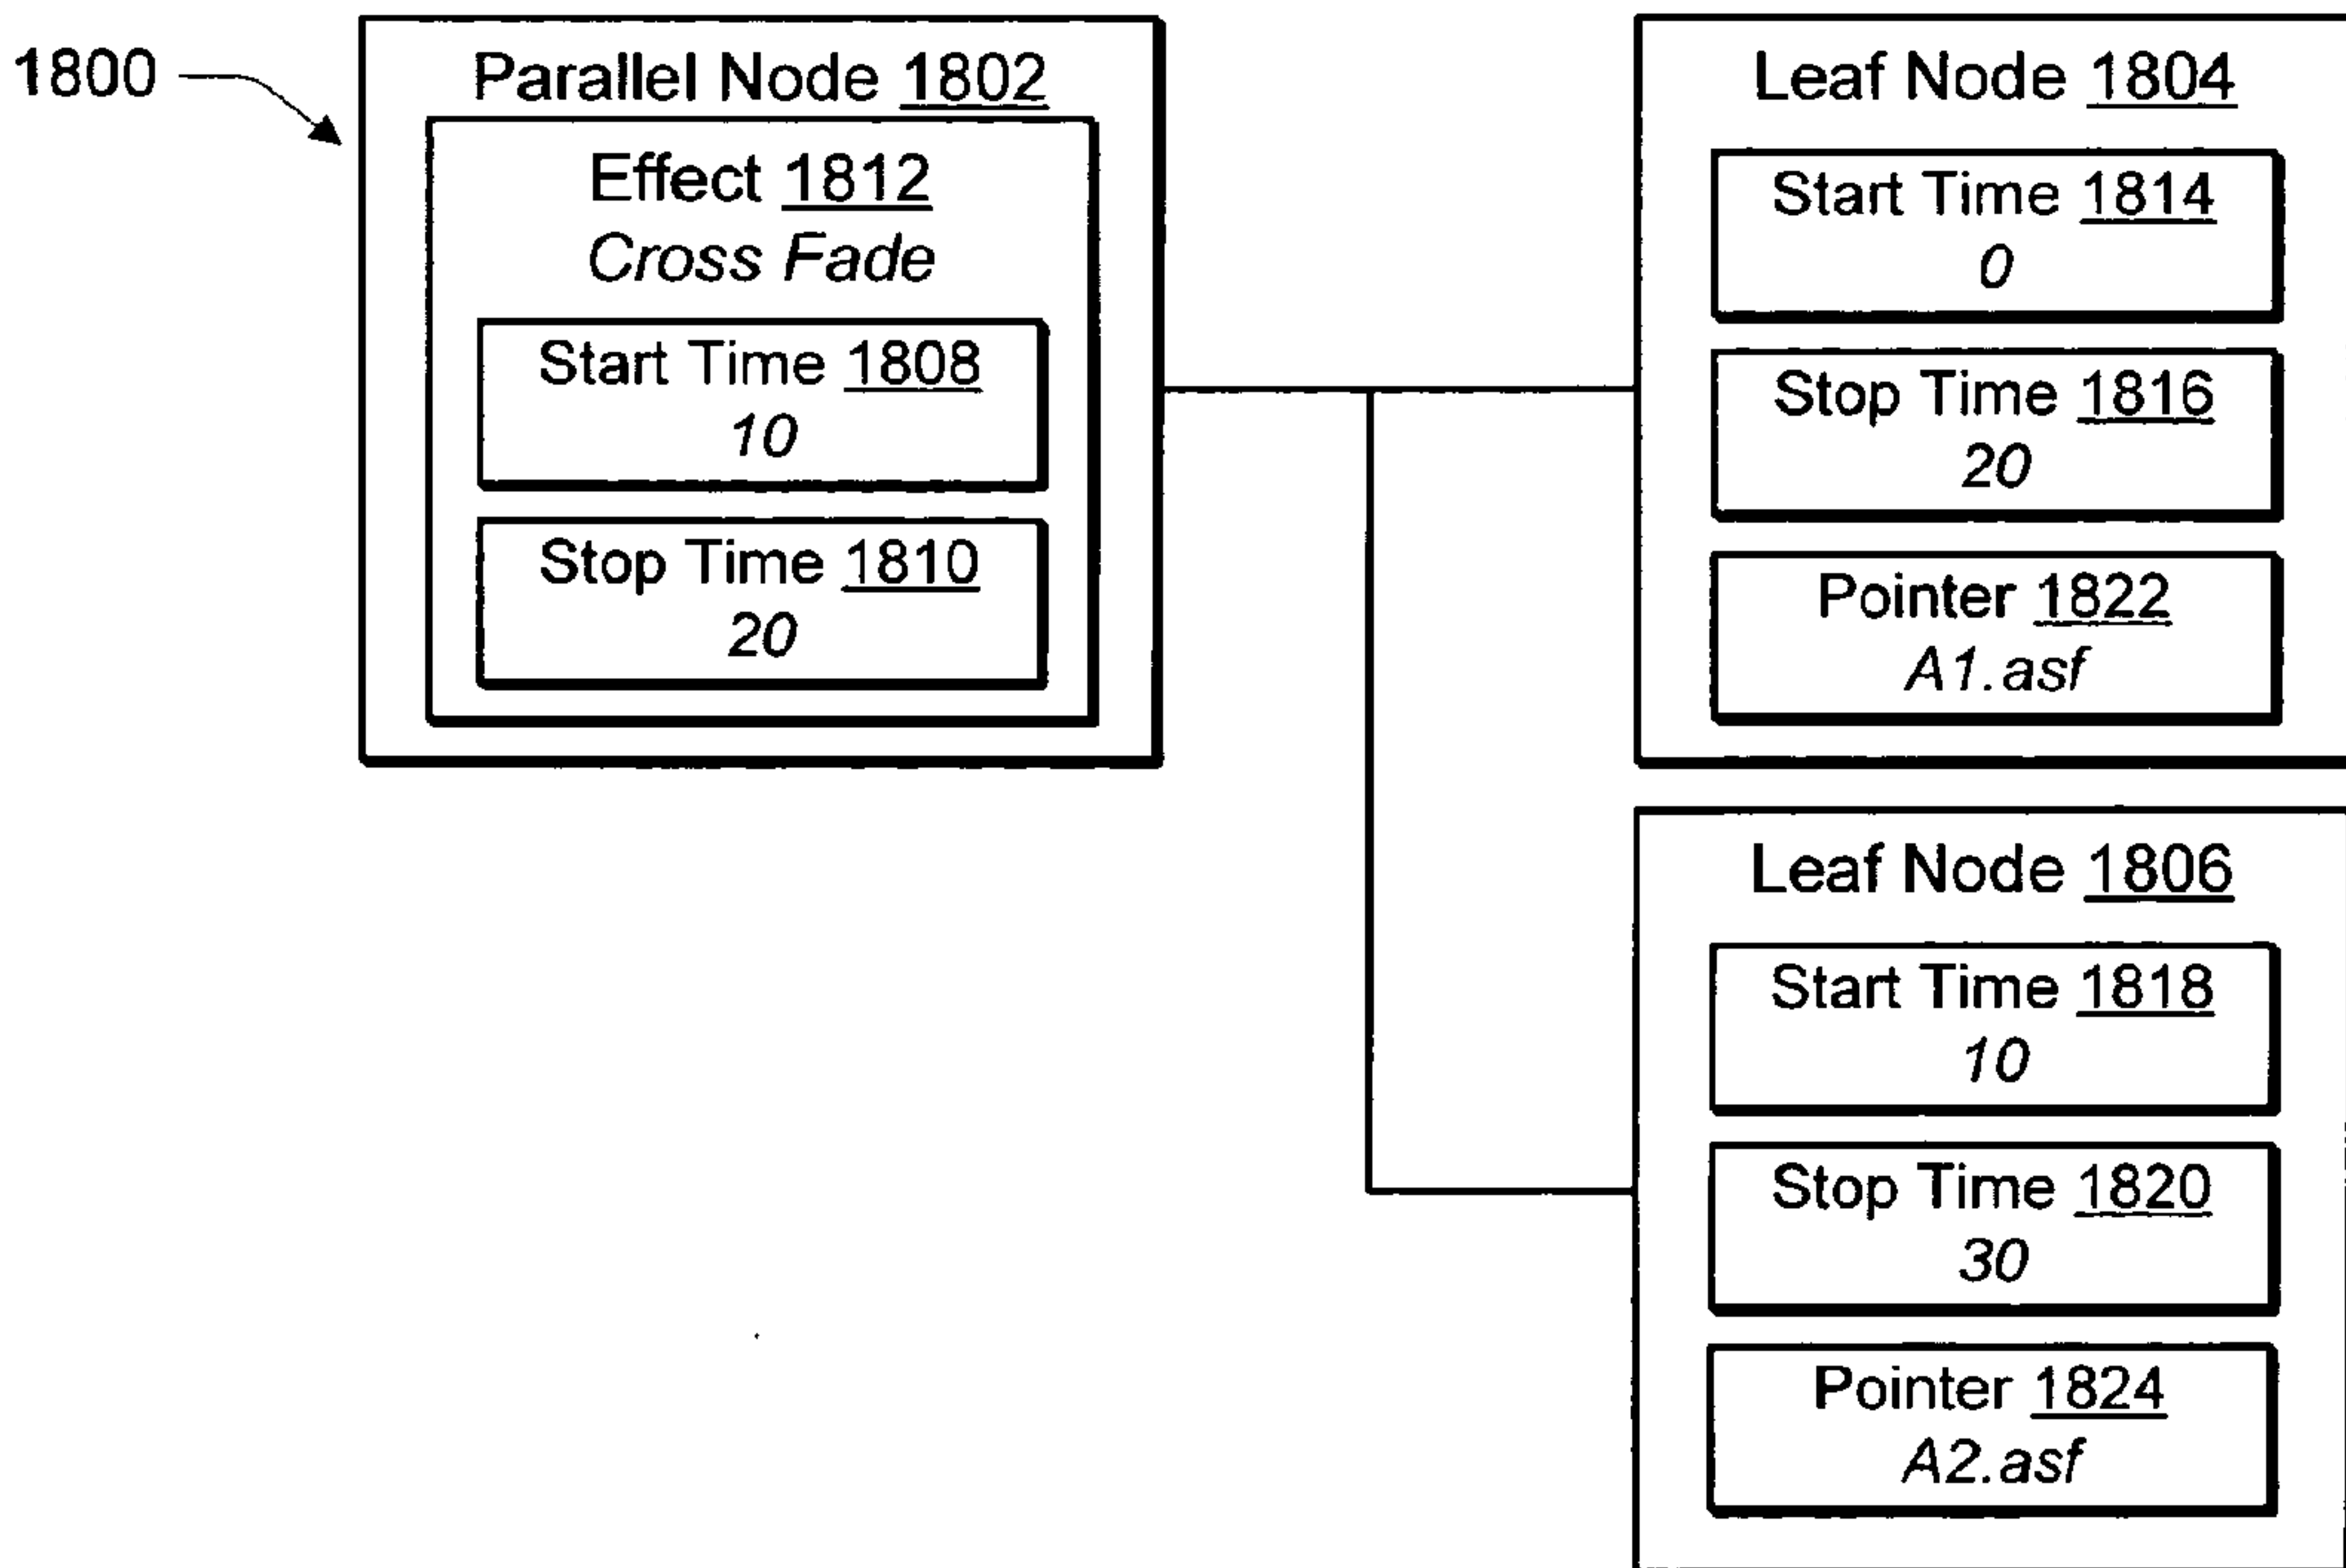 1800
Parallel Node 1802
Effect 1812
Cross Fade
Start Time 1808
10
Stop Time 1810
20
Leaf Node 1804
Start Time 1814
0
Stop Time 1816
20
Pointer 1822
A1.asf
Leaf Node 1806
Start Time 1818
10
Stop Time 1820
30
Pointer 1824
A2.asf